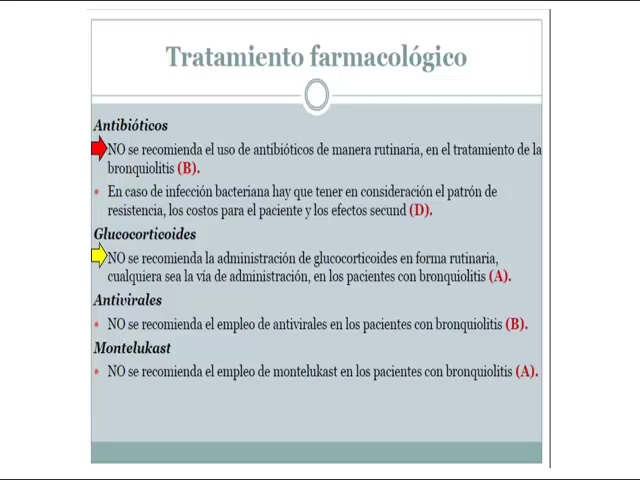 Tratamiento farmacológico
Antibióticos
NO se recomienda el uso de antibióticos de manera rutinaria, en el tratamiento de la
bronquiolitis (B).
• En caso de infección bacteriana hay que tener en consideración el patrón de
resistencia, los costos para el paciente y los efectos secund (D).
Glucocorticoides
NO se recomienda la administración de glucocorticoides en forma rutinaria,
cualquiera sea la vía de administración, en los pacientes con bronquiolitis (A).
Antivirales
• NO se recomienda el empleo de antivirales en los pacientes con bronquiolitis (B).
Montelukast
• NO se recomienda el empleo de montelukast en los pacientes con bronquiolitis (A).